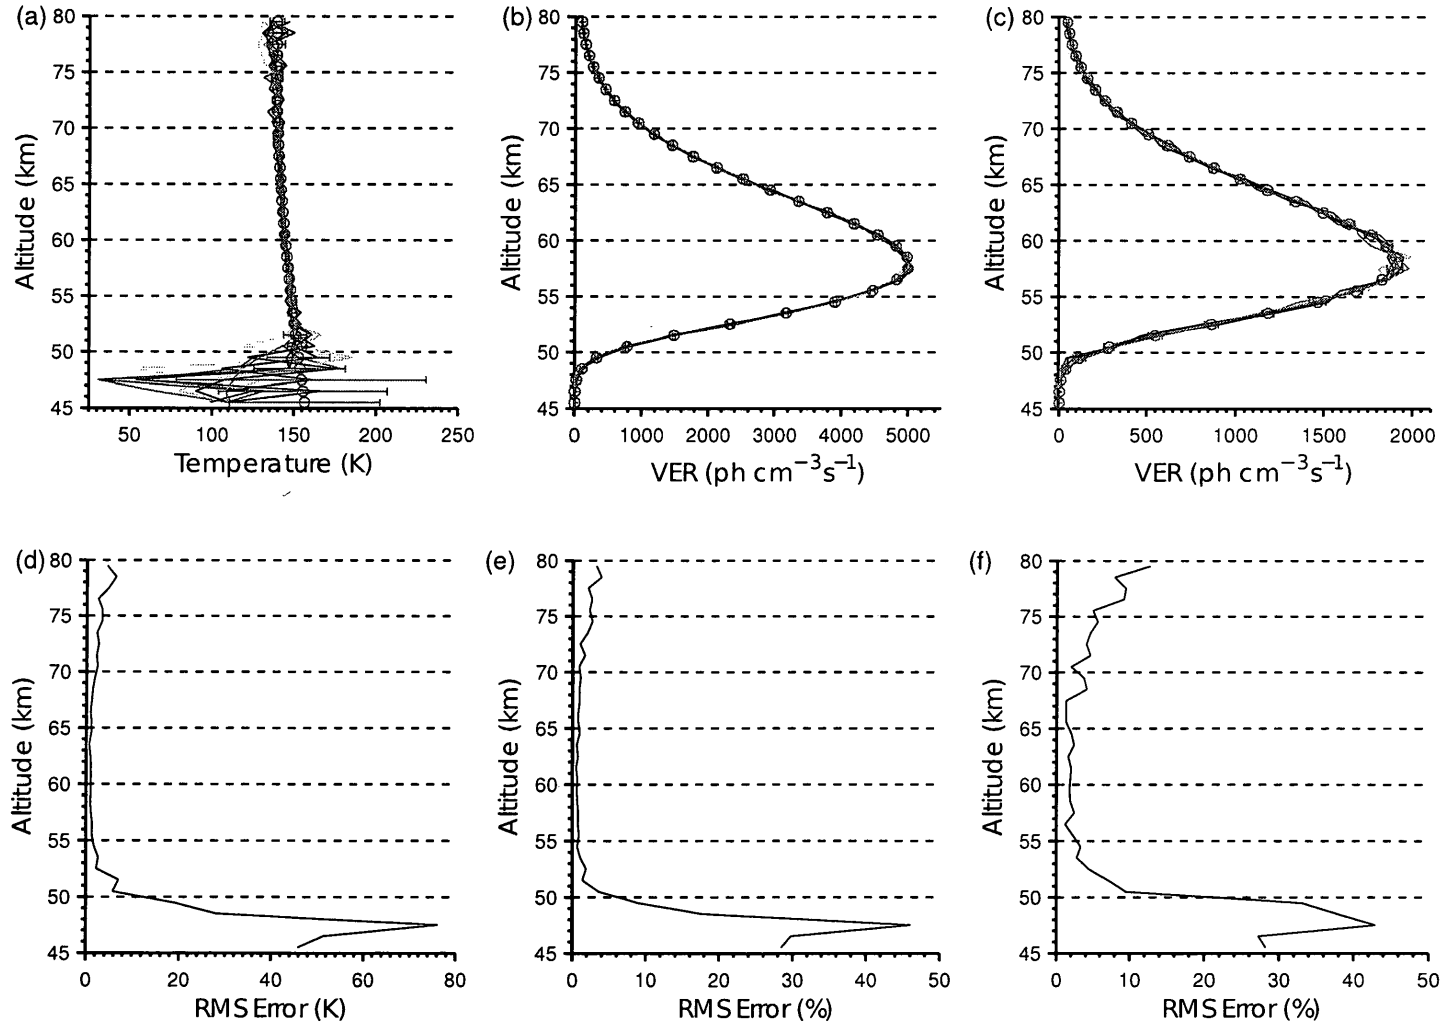 (a)
80
75
70
65
60
55
50
45
Altitude (km)
50 100 150 200 250
Temperature (K)
(b)
80
75
70
65
60
55
50
45
Altitude (km)
0 1000 2000 3000 4000 5000
VER (ph cm−3s−1)
(c)
80
75
70
65
60
55
50
45
Altitude (km)
0 500 1000 1500 2000
VER (ph cm−3s−1)
(d)
80
75
70
65
60
55
50
45
Altitude (km)
0 20 40 60 80
RMS Error (K)
(e)
80
75
70
65
60
55
50
45
Altitude (km)
0 10 20 30 40 50
RMS Error (%)
(f)
80
75
70
65
60
55
50
45
Altitude (km)
0 10 20 30 40 50
RMS Error (%)